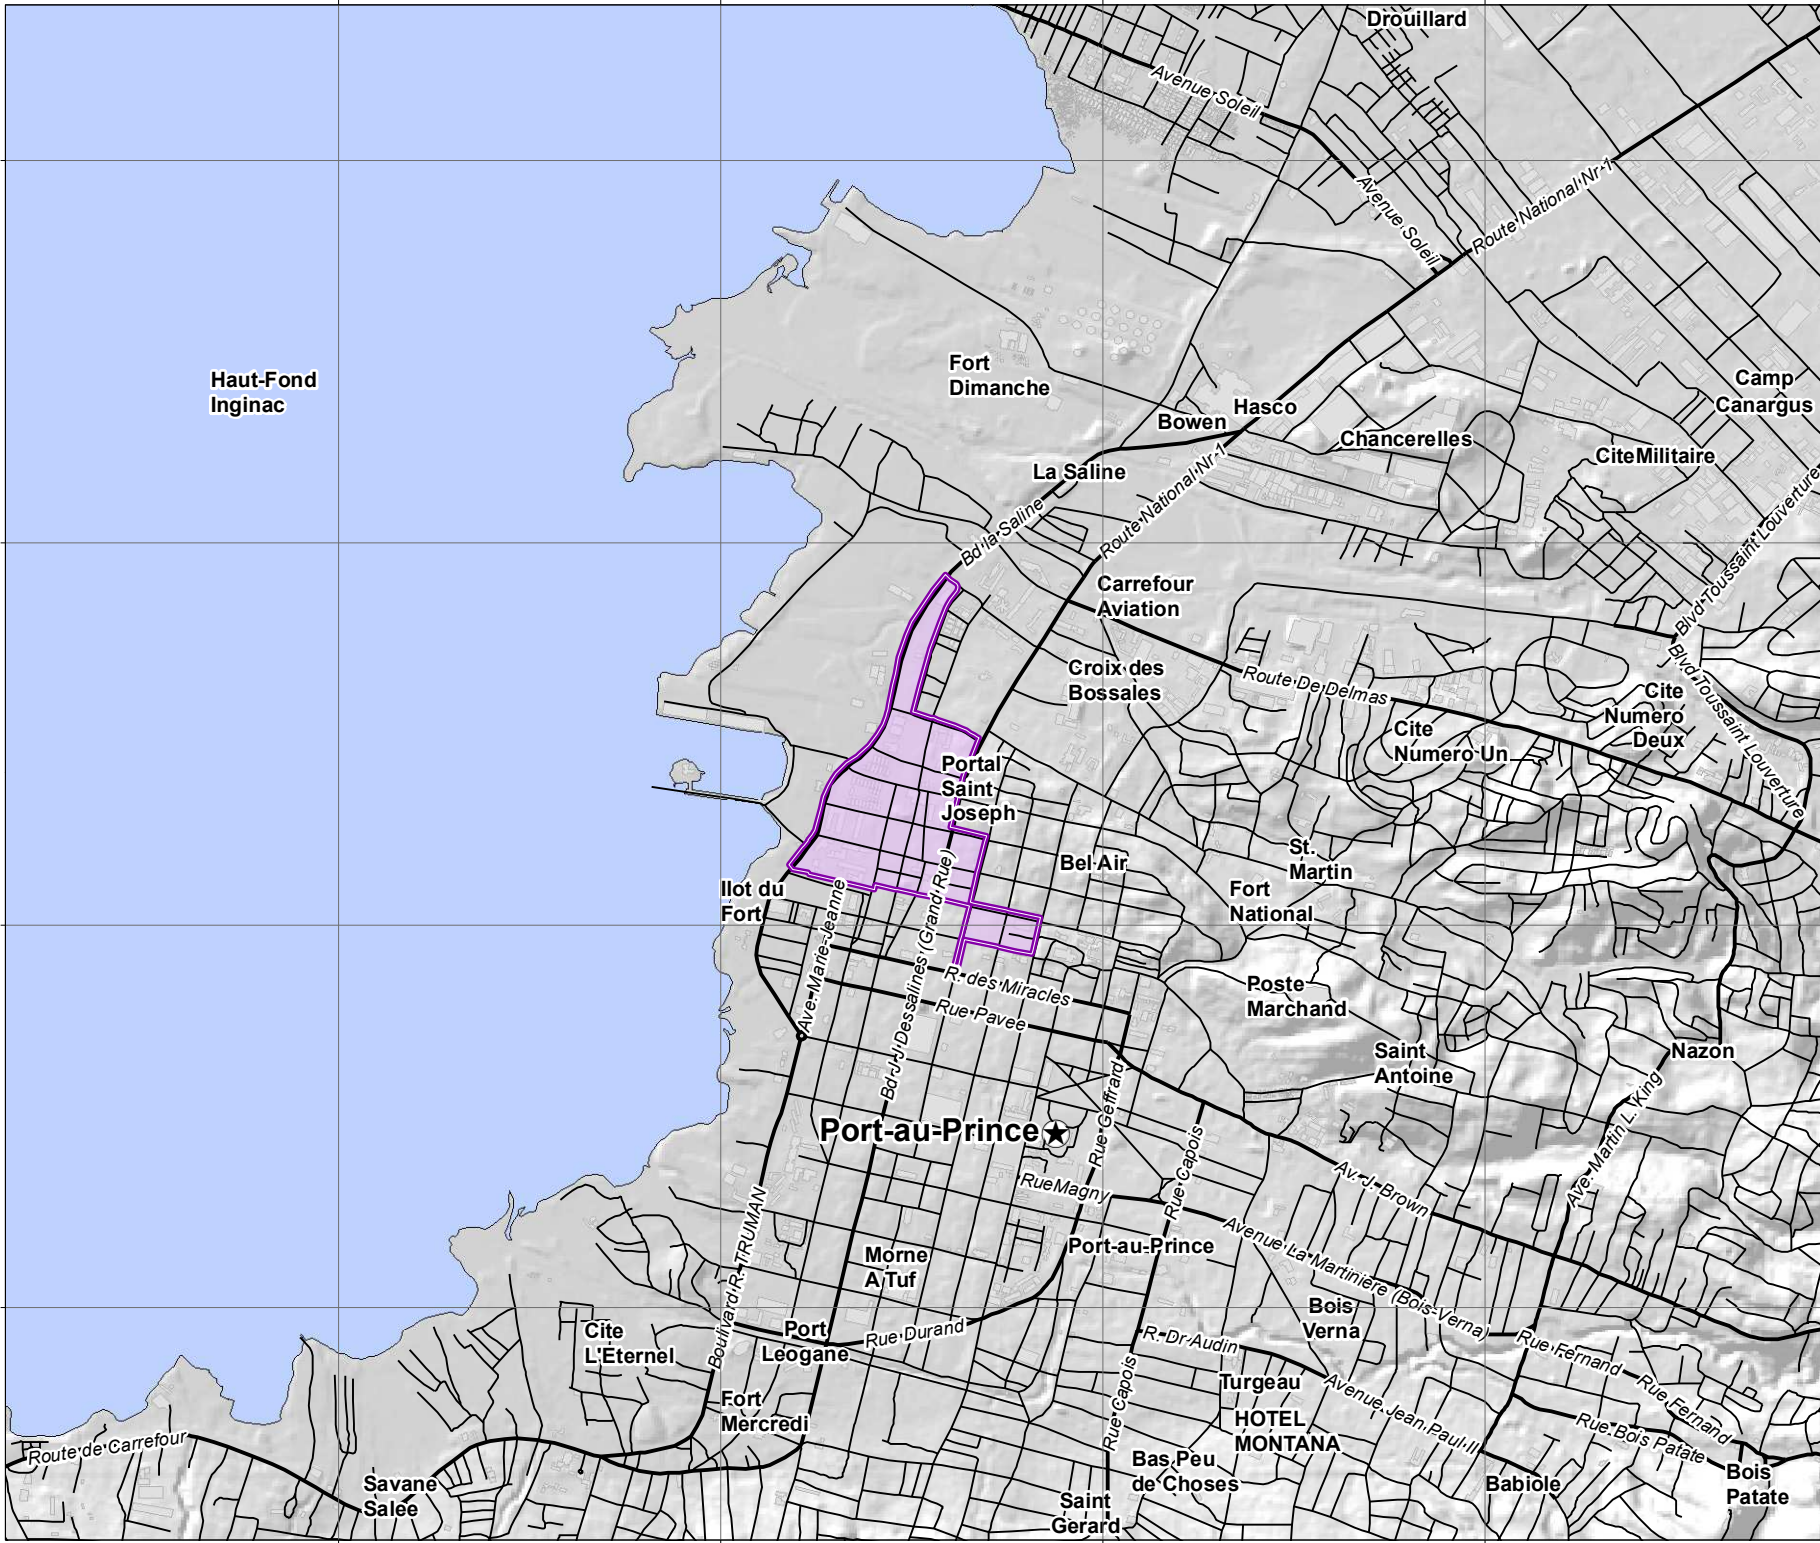 Drouillard
Avenue Soleil
Avenue Soleil
Route National Nr 1
Haut-Fond
Inginac
Fort
Dimanche
Camp
Canargus
Hasco
Bowen
Chancerelles
CiteMilitaire
La Saline
Bd la Saline
Route National Nr 1
Blvd Toussaint Louverture
Carrefour
Aviation
Croix des
Bossales
Route De Delmas
Blvd Toussaint Louverture
Cite
Numero
Deux
Cite
Numero Un
Portal
Saint
Joseph
Bel Air
St.
Martin
Ilot du
Fort
Fort
National
Ave. Marie-Jeanne
Bd J-J Dessalines (Grand Rue)
R. des Miracles
Rue Pavee
Poste
Marchand
Saint
Antoine
Nazon
Ave. Martin L. King
Port-au-Prince
Rue Geffrard
Rue Capois
Rue Magny
Av. J. Brown
Boulivard R. TRUMAN
Morne
A Tuf
Port-au-Prince
Avenue La Martiniere (Bois-Verna)
Bois
Verna
Cite
L'Eternel
Port
Leogane
Rue Durand
R. Dr Audin
Rue Fernand
Rue Fernand
Fort
Mercredi
Rue Capois
Turgeau
Avenue Jean Paul II
HOTEL
MONTANA
Rue Bois Patate
Route de Carrefour
Savane
Salee
Bas Peu
de Choses
Saint
Gerard
Babiole
Bois
Patate